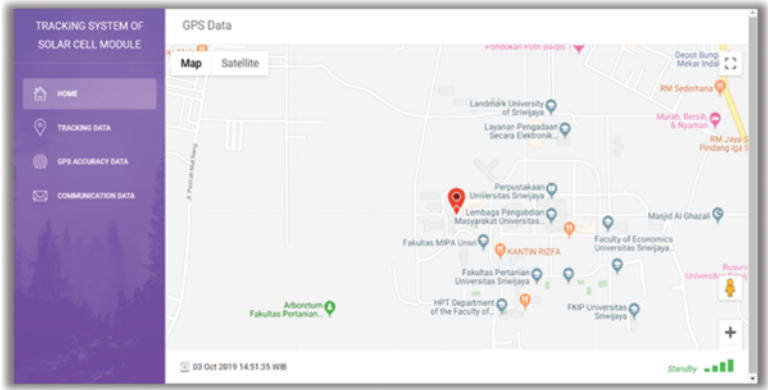 TRACKING SYSTEM OF
SOLAR CELL MODULE
HOME
TRACKING DATA
GPS ACCURACY DATA
COMMUNICATION DATA
GPS Data
Map
Satellite
Depot Bung
Mekar Indal
RM Sederhana
Landmark University
of Sriwijaya
Murah, Bersih,
& Nyaman
Layanan Pengadaan
Secara Elektronik...
RM.Jaya S
Pindang Iga S
Perpustakaan
Universitas Sriwijaya
Lembaga Pengabdian
Masyarakat Universitas...
Masjid Al Ghazali
Fakultas MIPA Unsri
KANTIN RIZFA
Faculty of Economics
Universitas Sriwijaya...
Fakultas Pertanian
Universitas Sriwijaya
Rusun
Arboretum
Fakultas Pertanian...
HPT Department
of the Faculty of...
FKIP Universitas
Sriwijaya
+
03 Oct 2019 14:51:35 WIB
Standby